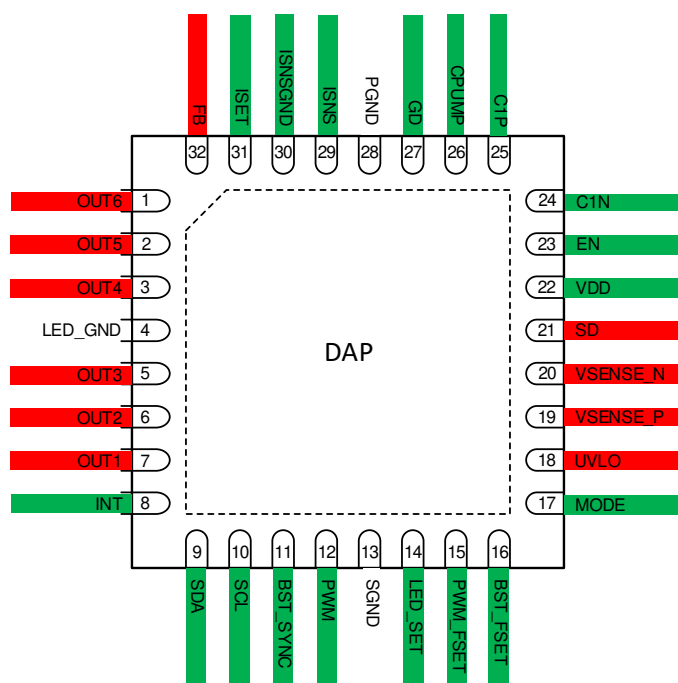 FB
ISET
ISNSGND
ISNS
PGND
GD
CPUMP
C1P
32
31
30
29
28
27
26
25
OUT6 1
OUT5 2
OUT4 3
LED_GND 4
OUT3 5
OUT2 6
OUT1 7
INT 8
DAP
24 C1N
23 EN
22 VDD
21 SD
20 VSENSE_N
19 VSENSE_P
18 UVLO
17 MODE
9
10
11
12
13
14
15
16
SDA
SCL
BST_SYNC
PWM
SGND
LED_SET
PWM_FSET
BST_FSET